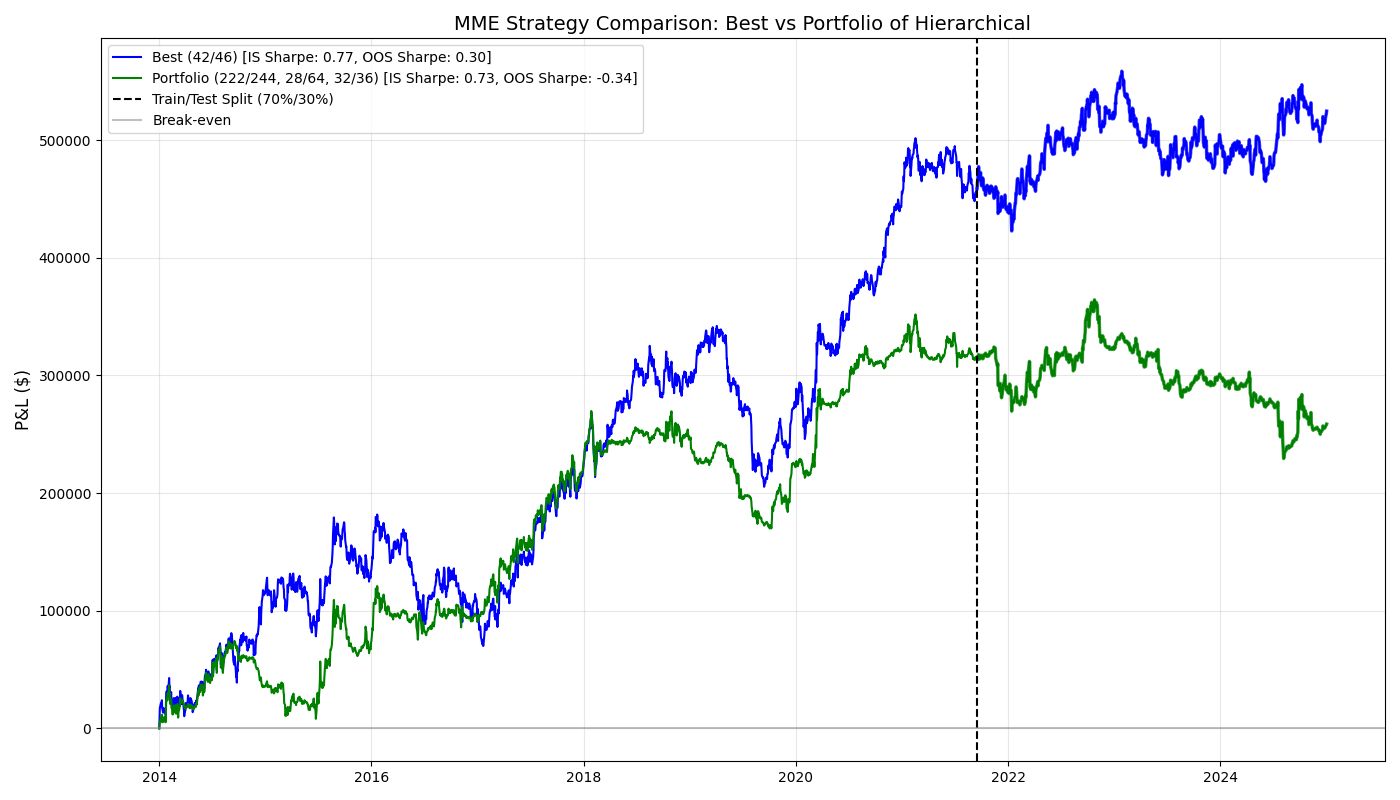 MME Strategy Comparison: Best vs Portfolio of Hierarchical
Best (42/46) [IS Sharpe: 0.77, OOS Sharpe: 0.30]
Portfolio (222/244, 28/64, 32/36) [IS Sharpe: 0.73, OOS Sharpe: -0.34]
Train/Test Split (70%/30%)
Break-even
P&L ($)
500000
400000
300000
200000
100000
0
2014 2016 2018 2020 2022 2024